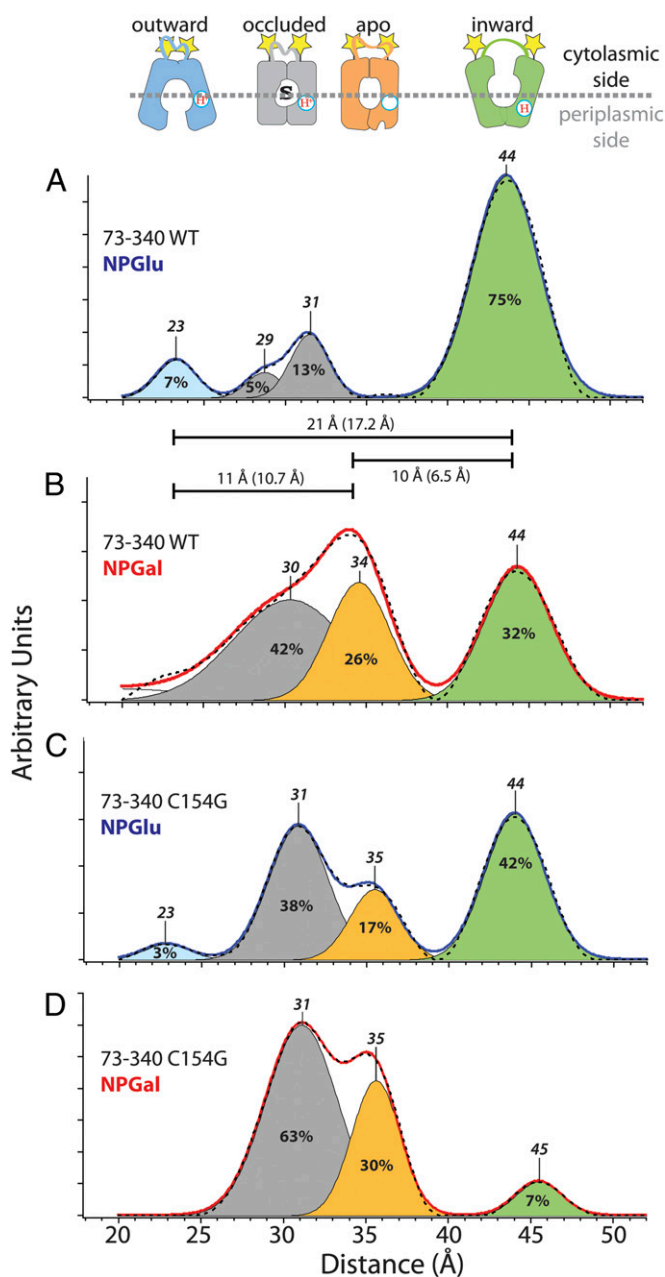 outward occluded apo inward
cytolasmic side
periplasmic side
H⁺ S H⁺ H
A
73-340 WT
NPGlu
23 29 31 44
7% 5% 13% 75%
21 Å (17.2 Å)
11 Å (10.7 Å) 10 Å (6.5 Å)
B
73-340 WT
NPGal
30 34 44
42% 26% 32%
C
73-340 C154G
NPGlu
23 31 35 44
3% 38% 17% 42%
D
73-340 C154G
NPGal
31 35 45
63% 30% 7%
Arbitrary Units
20 25 30 35 40 45 50
Distance (Å)